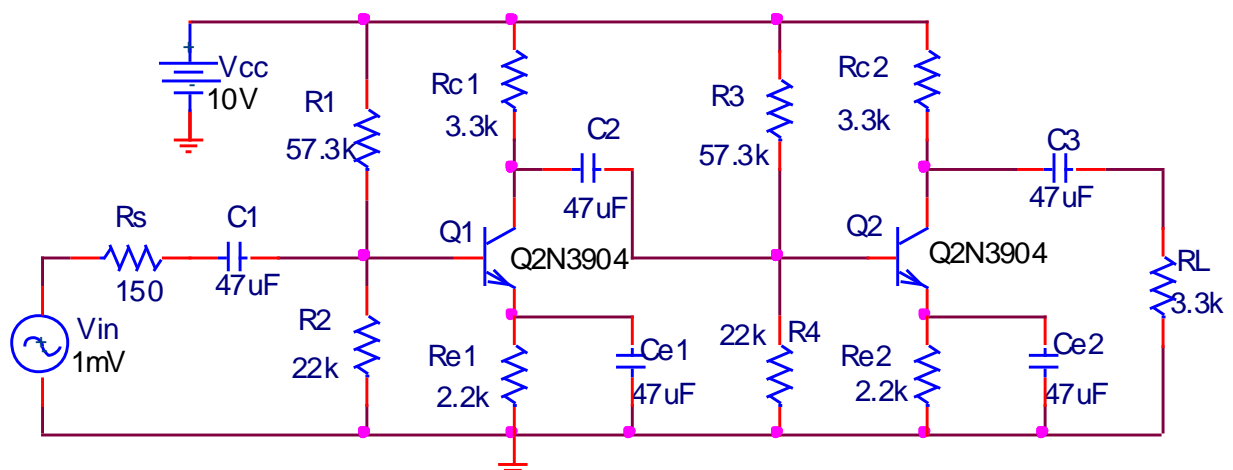 Vcc
10V
R1
57.3k
Rc1
3.3k
C2
47uF
R3
57.3k
Rc2
3.3k
C3
47uF
Rs
150
C1
47uF
Q1
Q2N3904
Q2
Q2N3904
RL
3.3k
Vin
1mV
R2
22k
Re1
2.2k
Ce1
47uF
22k R4
Re2
2.2k
Ce2
47uF